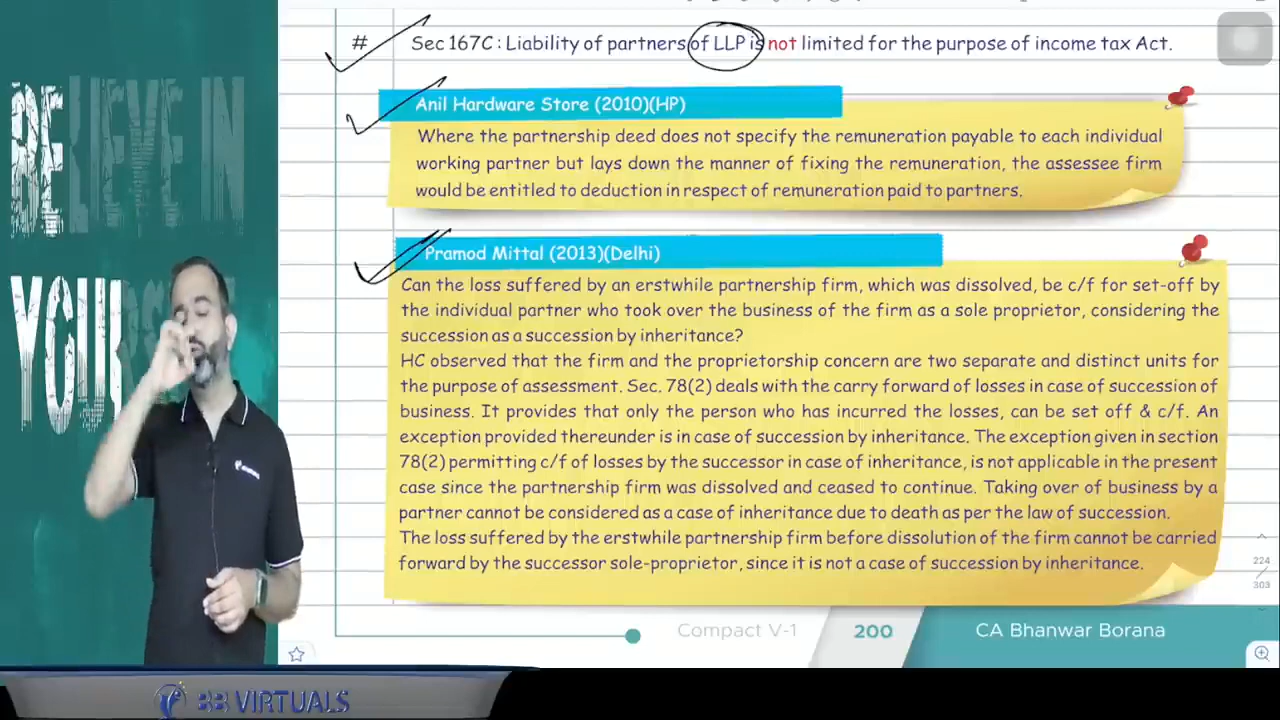 # Sec 167C : Liability of partners of LLP is not limited for the purpose of income tax Act.
Anil Hardware Store (2010)(HP)
Where the partnership deed does not specify the remuneration payable to each individual
working partner but lays down the manner of fixing the remuneration, the assessee firm
would be entitled to deduction in respect of remuneration paid to partners.
Pramod Mittal (2013)(Delhi)
Can the loss suffered by an erstwhile partnership firm, which was dissolved, be c/f for set-off by
the individual partner who took over the business of the firm as a sole proprietor, considering the
succession as a succession by inheritance?
HC observed that the firm and the proprietorship concern are two separate and distinct units for
the purpose of assessment. Sec. 78(2) deals with the carry forward of losses in case of succession of
business. It provides that only the person who has incurred the losses, can be set off & c/f. An
exception provided thereunder is in case of succession by inheritance. The exception given in section
78(2) permitting c/f of losses by the successor in case of inheritance, is not applicable in the present
case since the partnership firm was dissolved and ceased to continue. Taking over of business by a
partner cannot be considered as a case of inheritance due to death as per the law of succession.
The loss suffered by the erstwhile partnership firm before dissolution of the firm cannot be carried
forward by the successor sole-proprietor, since it is not a case of succession by inheritance.
224
303
Compact V-1
200
CA Bhanwar Borana
BELIEVE IN
BB VIRTUALS